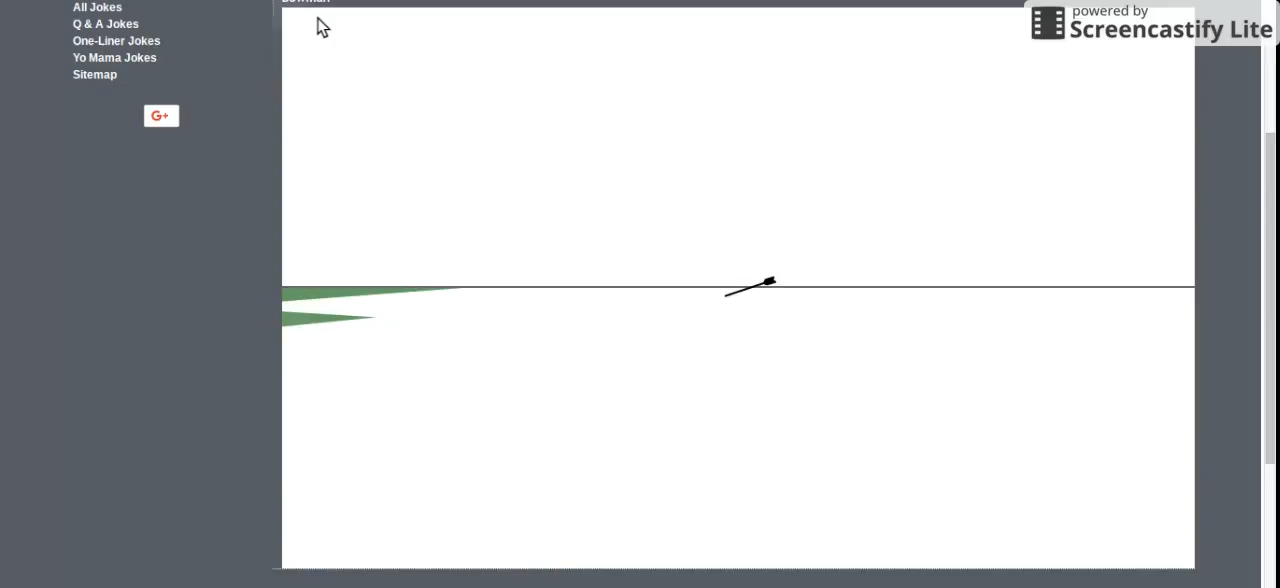 All Jokes
Q & A Jokes
One-Liner Jokes
Yo Mama Jokes
Sitemap
G+
powered by
Screencastify Lite